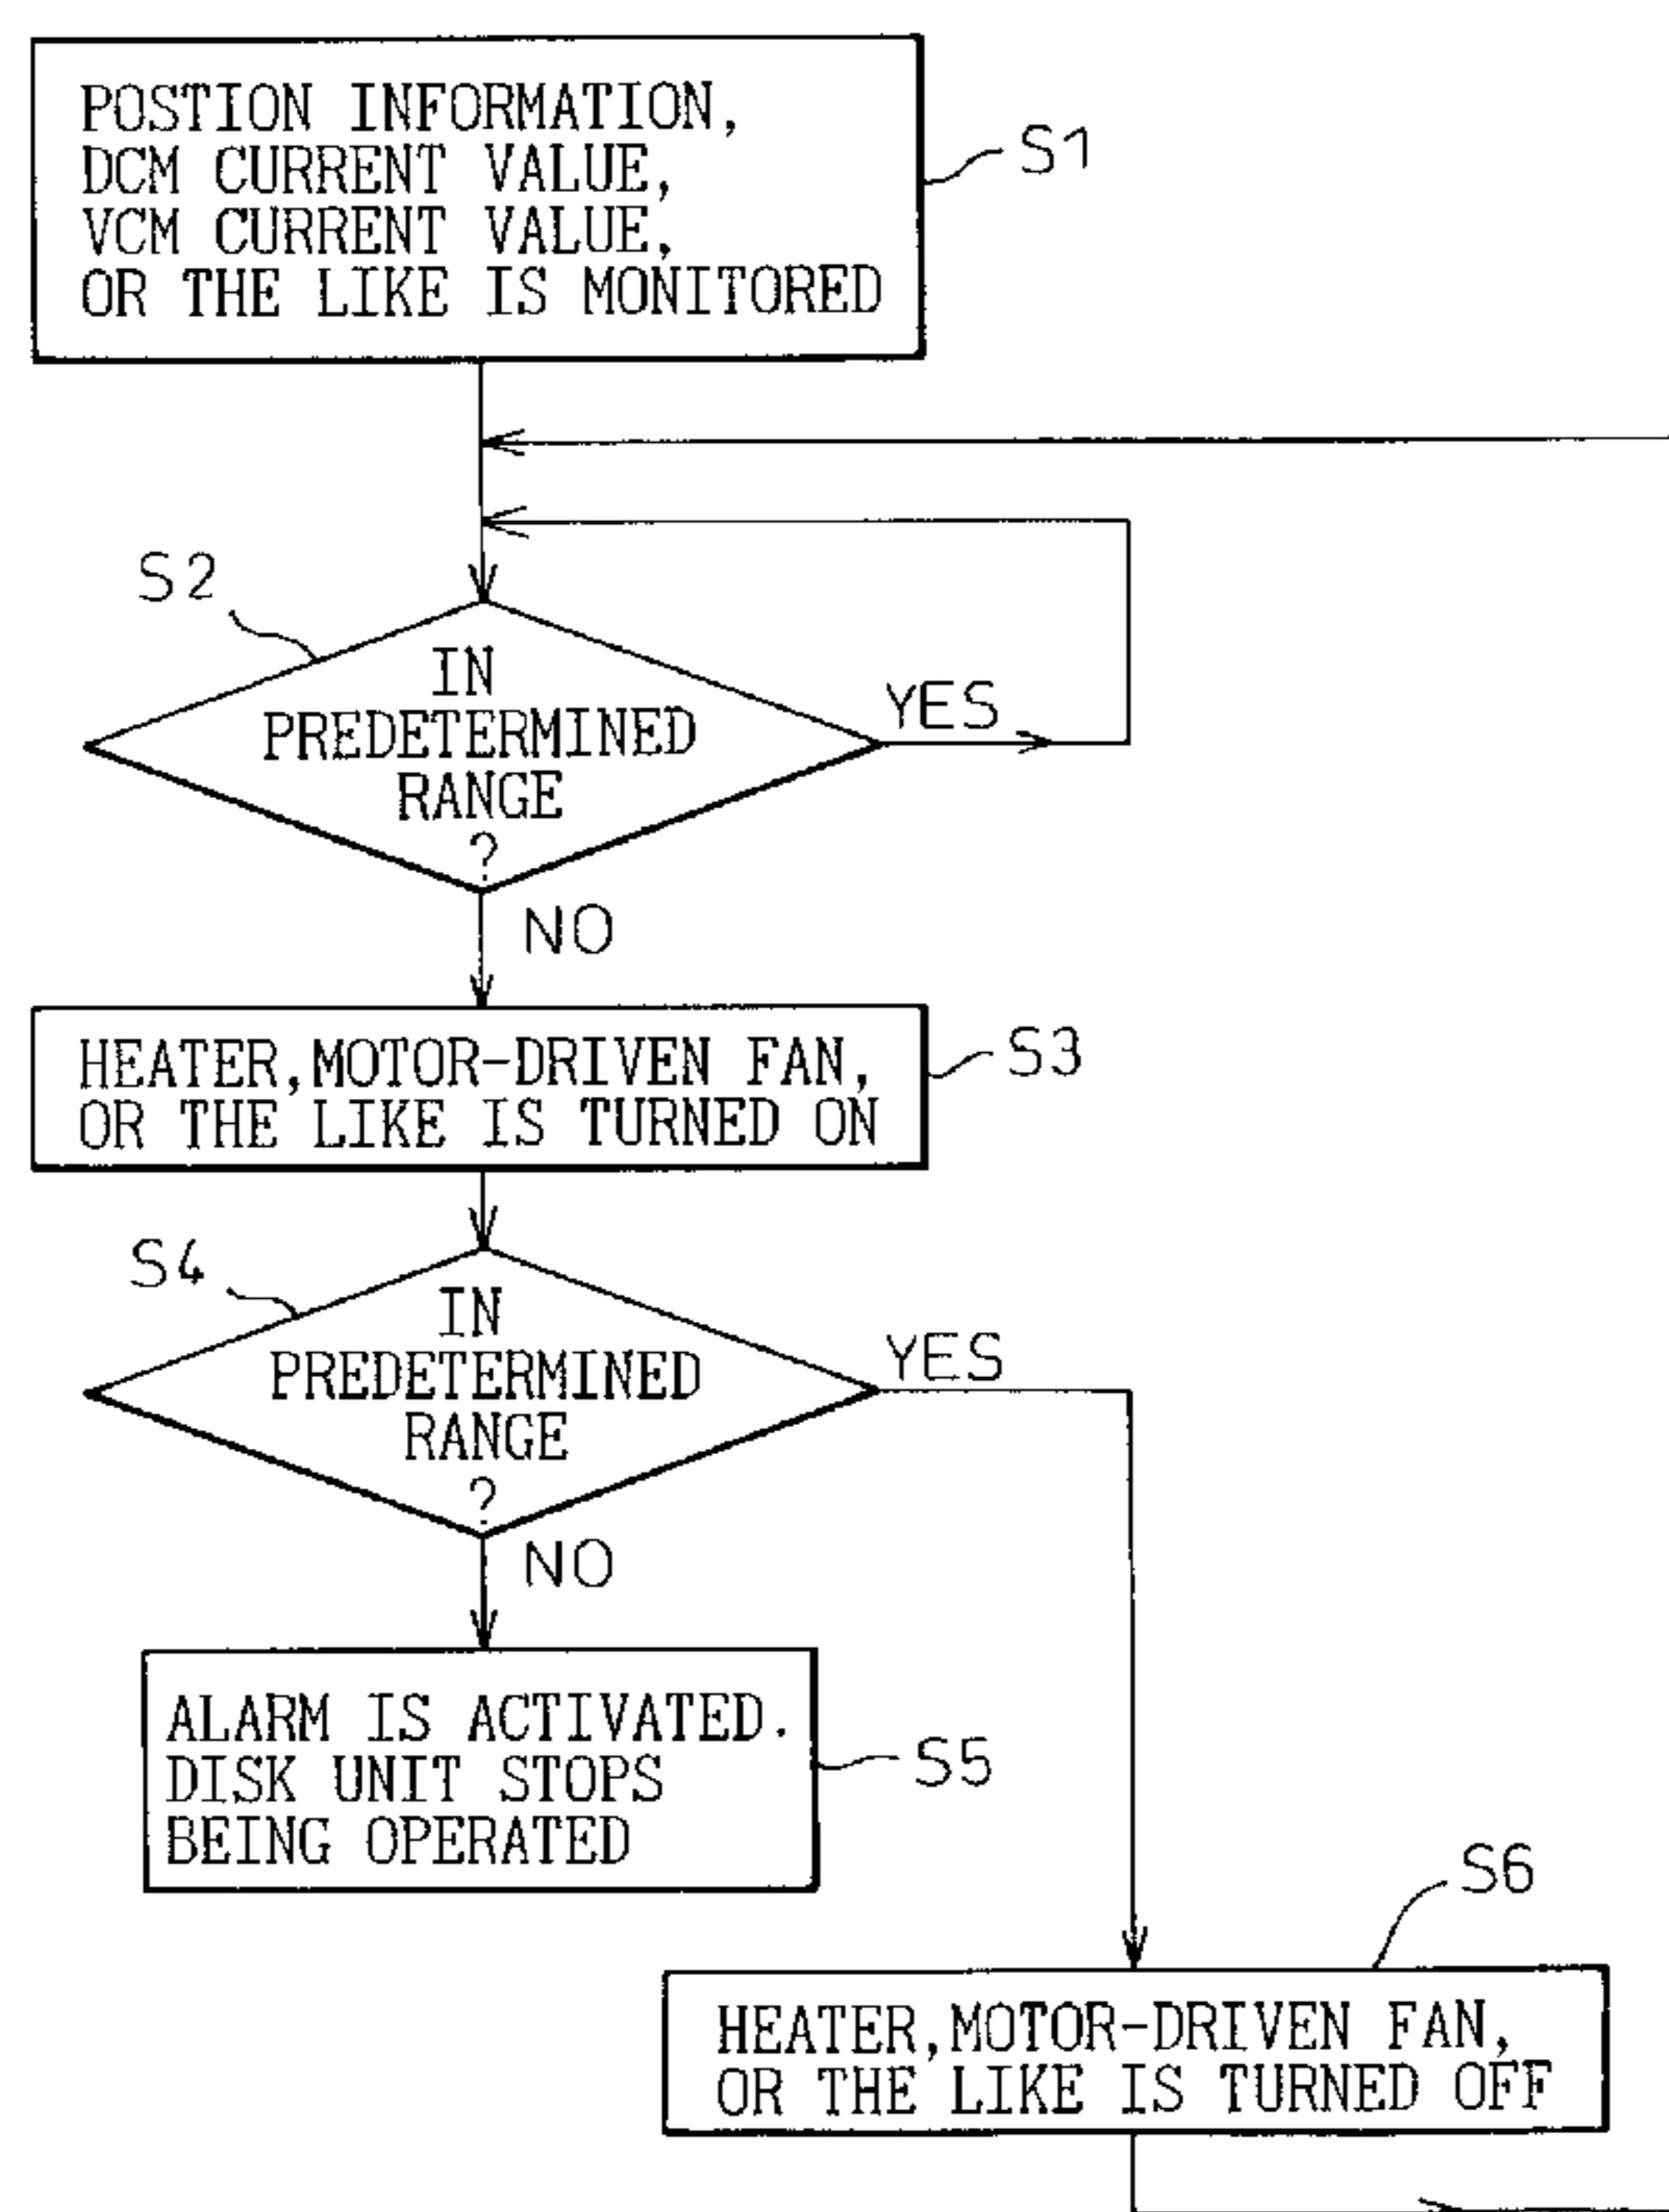 POSTION INFORMATION,
DCM CURRENT VALUE,
VCM CURRENT VALUE,
OR THE LIKE IS MONITORED
S1
S2
IN
PREDETERMINED
RANGE
?
YES
NO
HEATER,MOTOR-DRIVEN FAN,
OR THE LIKE IS TURNED ON
S3
S4
IN
PREDETERMINED
RANGE
?
YES
NO
ALARM IS ACTIVATED.
DISK UNIT STOPS
BEING OPERATED
S5
S6
HEATER,MOTOR-DRIVEN FAN,
OR THE LIKE IS TURNED OFF